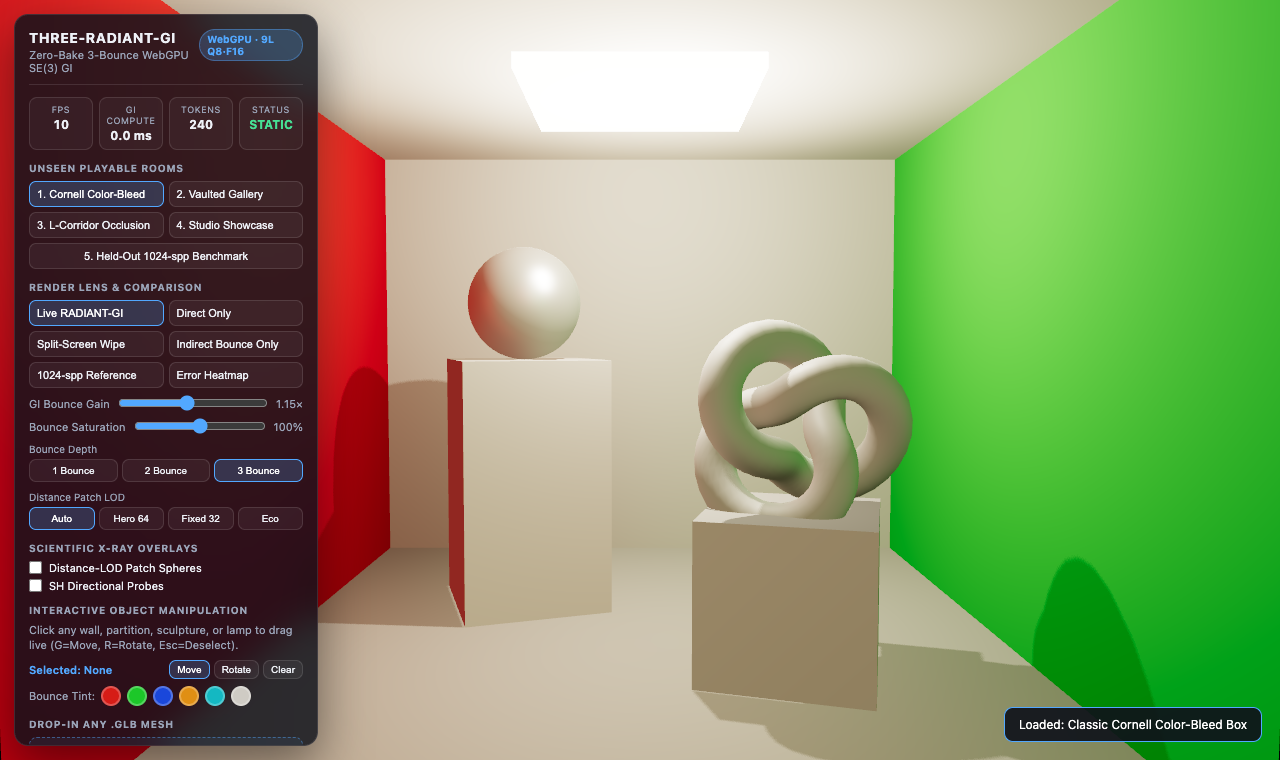 THREE-RADIANT-GI
Zero-Bake 3-Bounce WebGPU
SE(3) GI
WebGPU · 9L
Q8·F16
FPS
10
GI
COMPUTE
0.0 ms
TOKENS
240
STATUS
STATIC
UNSEEN PLAYABLE ROOMS
1. Cornell Color-Bleed
2. Vaulted Gallery
3. L-Corridor Occlusion
4. Studio Showcase
5. Held-Out 1024-spp Benchmark
RENDER LENS & COMPARISON
Live RADIANT-GI
Direct Only
Split-Screen Wipe
Indirect Bounce Only
1024-spp Reference
Error Heatmap
GI Bounce Gain 1.15×
Bounce Saturation 100%
Bounce Depth
1 Bounce
2 Bounce
3 Bounce
Distance Patch LOD
Auto
Hero 64
Fixed 32
Eco
SCIENTIFIC X-RAY OVERLAYS
Distance-LOD Patch Spheres
SH Directional Probes
INTERACTIVE OBJECT MANIPULATION
Click any wall, partition, sculpture, or lamp to drag
live (G=Move, R=Rotate, Esc=Deselect).
Selected: None
Move
Rotate
Clear
Bounce Tint:
DROP-IN ANY .GLB MESH
Loaded: Classic Cornell Color-Bleed Box